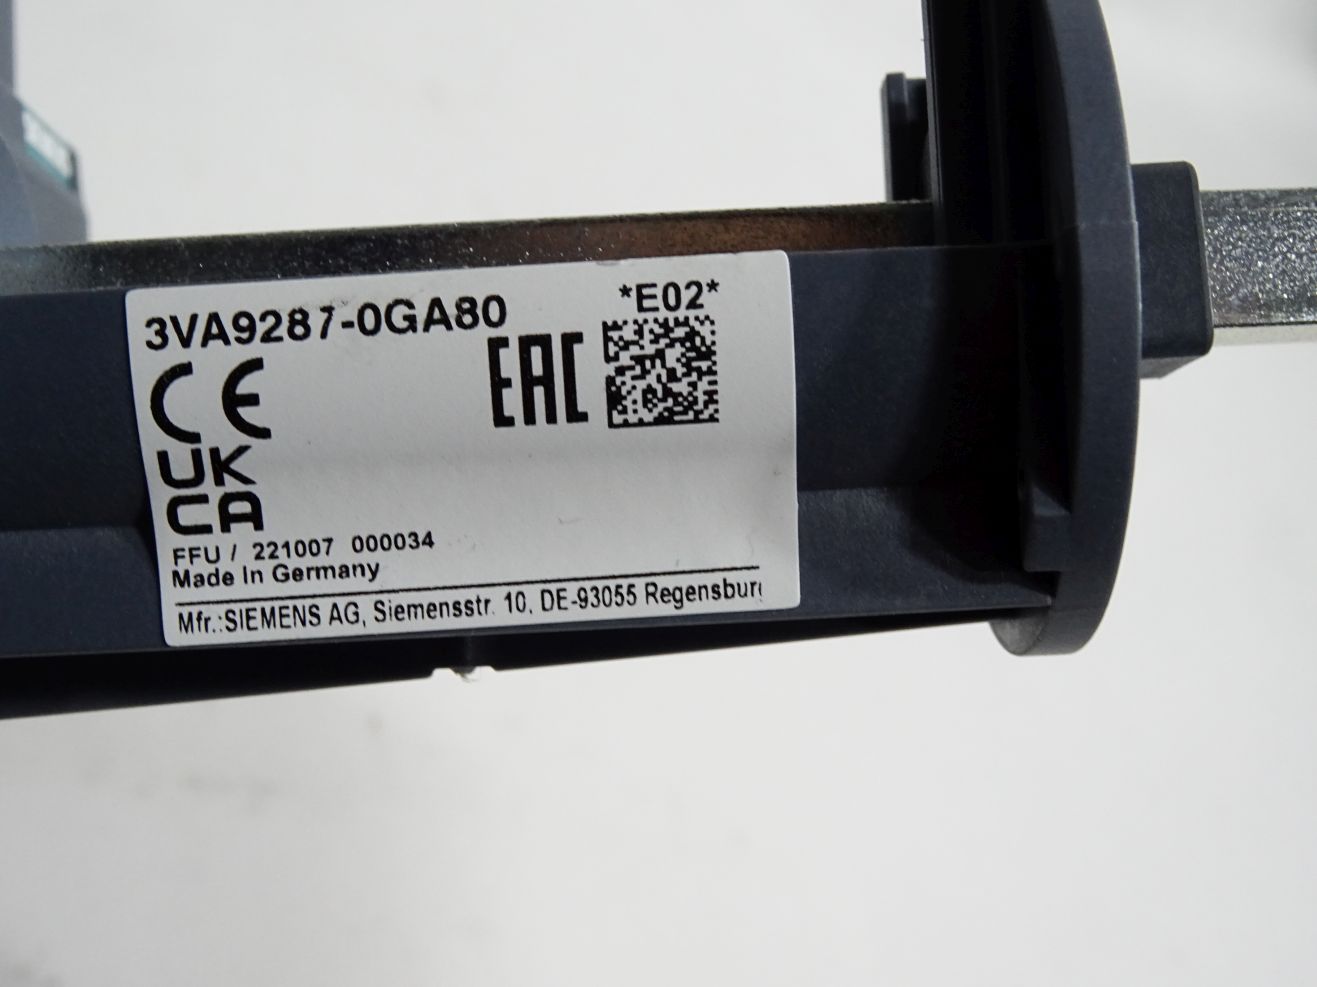 3VA9287-0GA80
*E02*
CE
EAC
UK
CA
FFU / 221007 000034
Made In Germany
Mfr.:SIEMENS AG, Siemensstr. 10, DE-93055 Regensburg